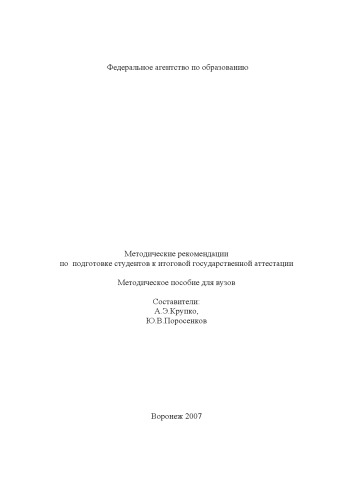 Федеральное агентство по образованию
Методические рекомендации
по подготовке студентов к итоговой государственной аттестации
Методическое пособие для вузов
Составители:
А.Э.Крупко,
Ю.В.Поросенков
Воронеж 2007